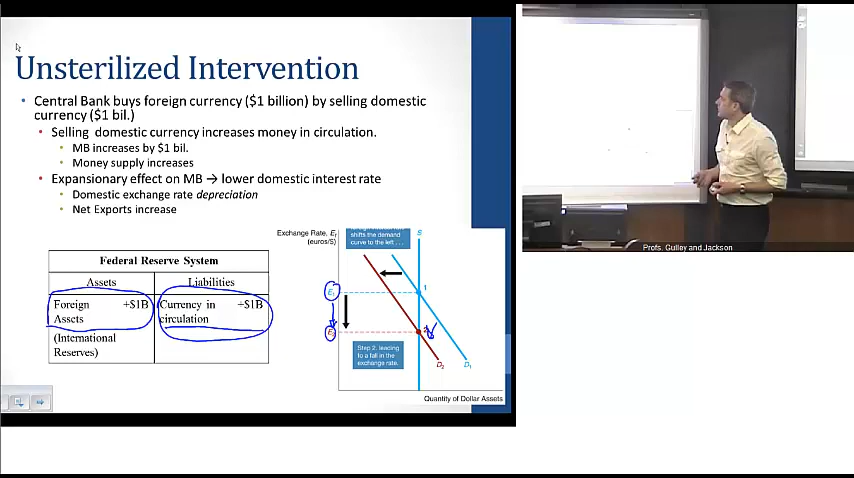 Unsterilized Intervention
• Central Bank buys foreign currency ($1 billion) by selling domestic
currency ($1 bil.)
• Selling domestic currency increases money in circulation.
• MB increases by $1 bil.
• Money supply increases
• Expansionary effect on MB → lower domestic interest rate
• Domestic exchange rate depreciation
• Net Exports increase
Federal Reserve System
Assets Liabilities
Foreign +$1B Currency in +$1B
Assets circulation
(International
Reserves)
Exchange Rate, Et
(euros/$)
shifts the demand
curve to the left . . .
S
E1
1
E2
2
Step 2. leading
to a fall in the
exchange rate.
D2 D1
Quantity of Dollar Assets
Profs. Gulley and Jackson